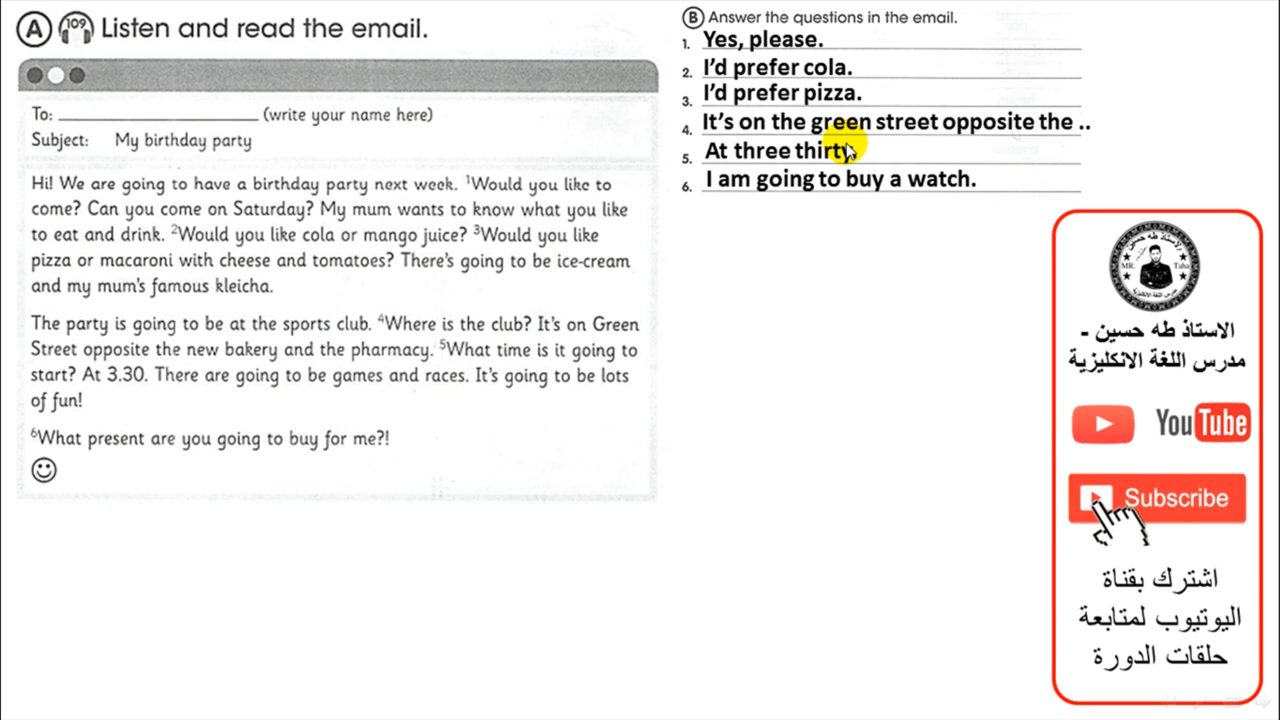 A 109 Listen and read the email.
To: ____________________ (write your name here)
Subject: My birthday party
Hi! We are going to have a birthday party next week. ¹Would you like to
come? Can you come on Saturday? My mum wants to know what you like
to eat and drink. ²Would you like cola or mango juice? ³Would you like
pizza or macaroni with cheese and tomatoes? There's going to be ice-cream
and my mum's famous kleicha.
The party is going to be at the sports club. ⁴Where is the club? It's on Green
Street opposite the new bakery and the pharmacy. ⁵What time is it going to
start? At 3.30. There are going to be games and races. It's going to be lots
of fun!
⁶What present are you going to buy for me?!
B Answer the questions in the email.
1. Yes, please.
2. I'd prefer cola.
3. I'd prefer pizza.
4. It's on the green street opposite the ..
5. At three thirty.
6. I am going to buy a watch.
الاستاذ طه حسين
MR. Taha
مدرس اللغة الانكليزية
الاستاذ طه حسين -
مدرس اللغة الانكليزية
YouTube
Subscribe
اشترك بقناة
اليوتيوب لمتابعة
حلقات الدورة